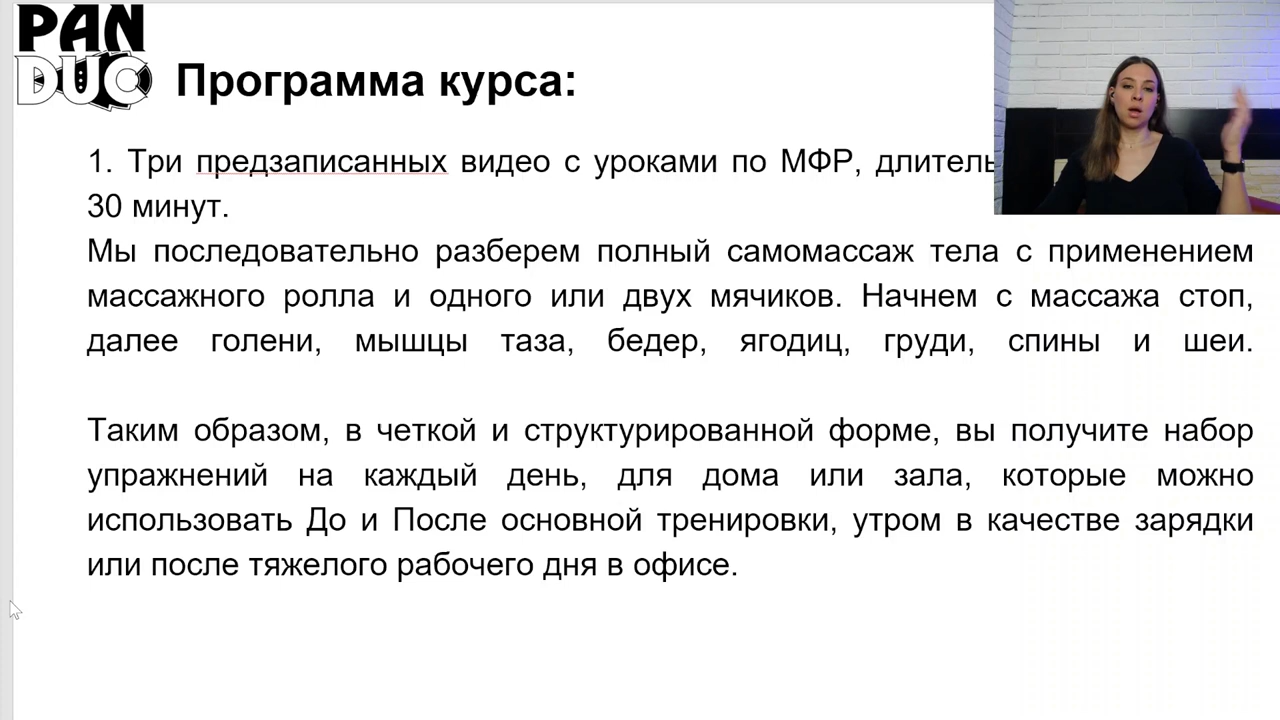 PAN
DUC
Программа курса:
1. Три предзаписанных видео с уроками по МФР,
30 минут.
Мы последовательно разберем полный самомассаж тела с применением
массажного ролла и одного или двух мячиков. Начнем с массажа стоп,
далее голени, мышцы таза, бедер, ягодиц, груди, спины и шеи.
Таким образом, в четкой и структурированной форме, вы получите набор
упражнений на каждый день, для дома или зала, которые можно
использовать До и После основной тренировки, утром в качестве зарядки
или после тяжелого рабочего дня в офисе.